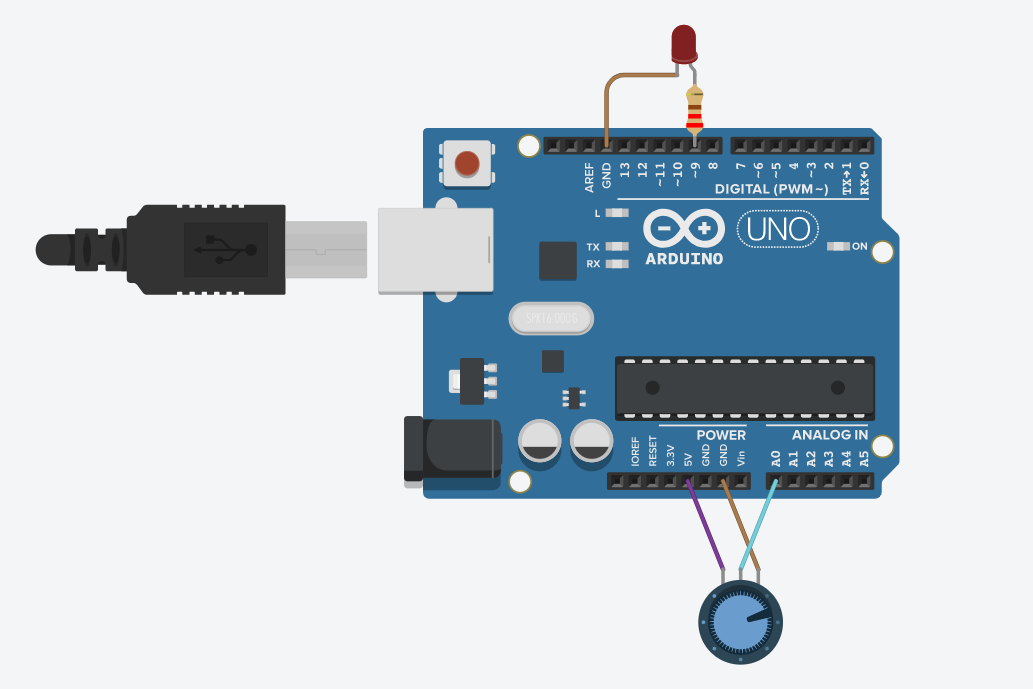 AREF
GND
13
12
~11
~10
~9
8
7
~6
~5
4
~3
2
TX→1
RX←0
DIGITAL (PWM~)
L
TX
RX
ARDUINO
UNO
ON
SPK16.000G
POWER
ANALOG IN
IOREF
RESET
3.3V
5V
GND
GND
Vin
A0
A1
A2
A3
A4
A5